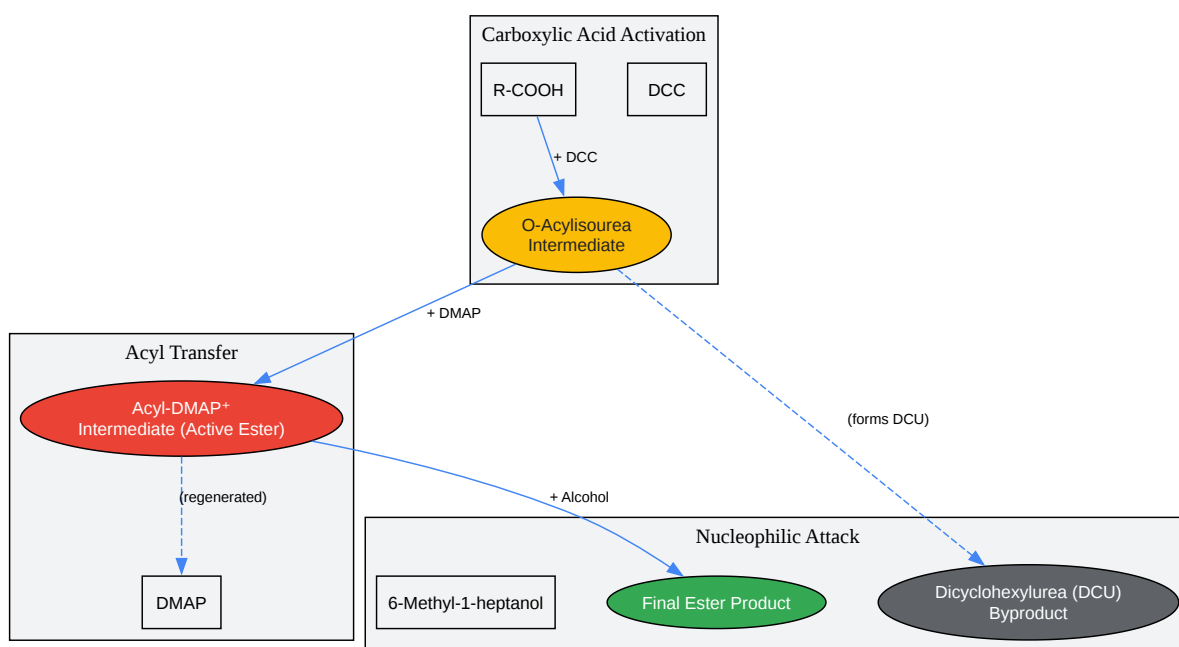 Carboxylic Acid Activation
R-COOH
DCC
+ DCC
O-Acylisourea
Intermediate
+ DMAP
Acyl Transfer
Acyl-DMAP⁺
Intermediate (Active Ester)
(forms DCU)
(regenerated)
+ Alcohol
Nucleophilic Attack
DMAP
6-Methyl-1-heptanol
Final Ester Product
Dicyclohexylurea (DCU)
Byproduct